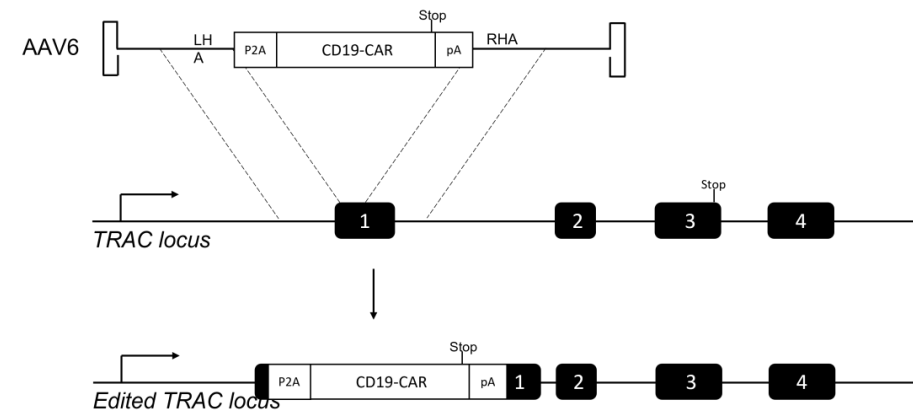 Stop
AAV6
LH
A
P2A
CD19-CAR
pA
RHA
Stop
1
2
3
4
TRAC locus
Stop
P2A
CD19-CAR
pA
1
2
3
4
Edited TRAC locus